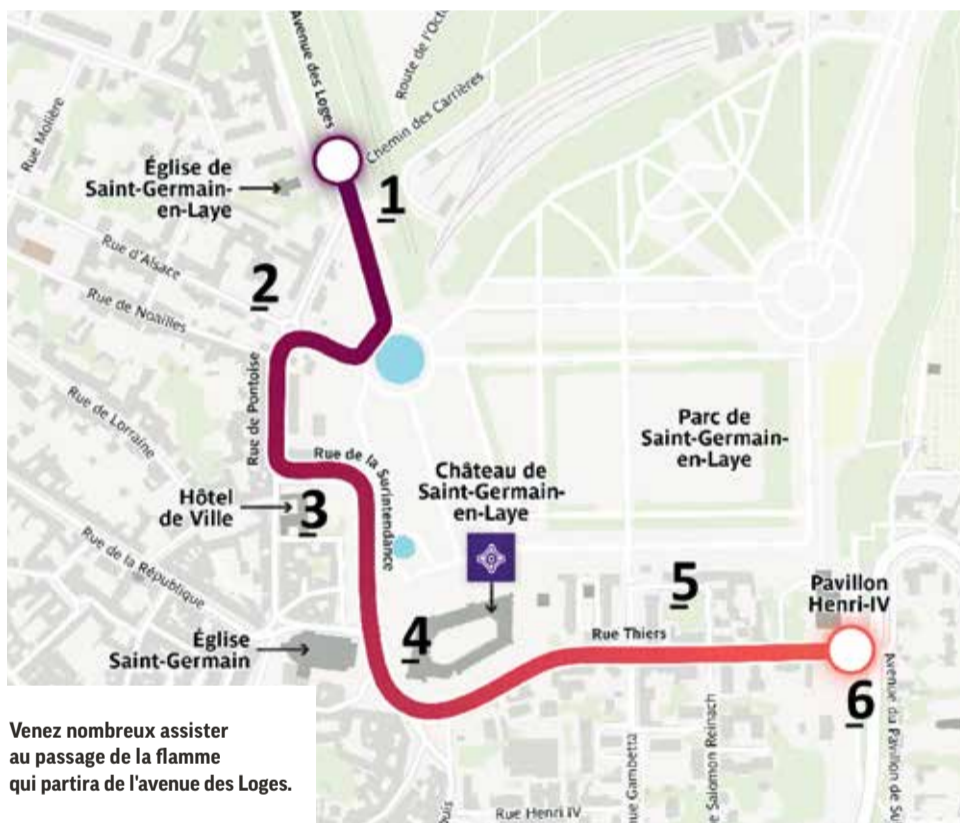 Avenue des Loges
Chemin des Carrières
Rue Molière
Église de
Saint-Germain-
en-Laye
1
Rue d'Alsace
2
Rue de Noailles
Rue de Pontoise
Rue de Lorraine
Parc de
Saint-Germain-
en-Laye
Rue de la Surintendance
Château de
Saint-Germain-
en-Laye
Hôtel
de Ville
3
Rue de la République
5
Pavillon
Henri-IV
4
Rue Thiers
Église
Saint-Germain
6
Salomon Reinach
Gambetta
Rue Henri IV
Avenue du Pavillon de
Venez nombreux assister
au passage de la flamme
qui partira de l'avenue des Loges.